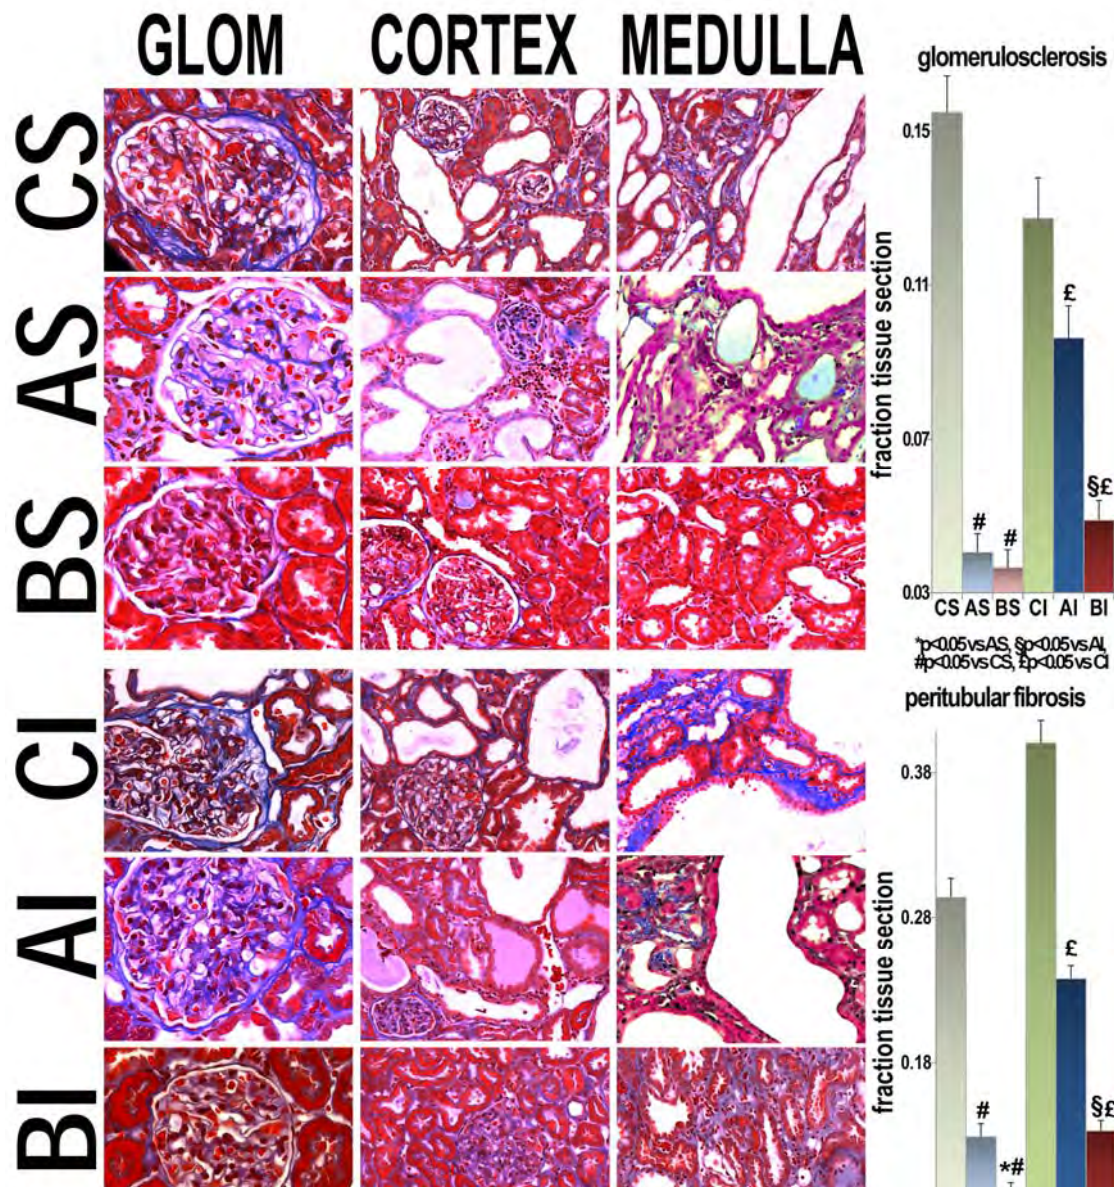 GLOM CORTEX MEDULLA
CS
AS
BS
CI
AI
BI
glomerulosclerosis
fraction tissue section
0.15
0.11
0.07
0.03
£
# #
§£
CS AS BS CI AI BI
*p<0.05 vs AS, §p<0.05 vs AI,
#p<0.05 vs CS, £p<0.05 vs CI
peritubular fibrosis
fraction tissue section
0.38
0.28
0.18
£
#
*#
§£